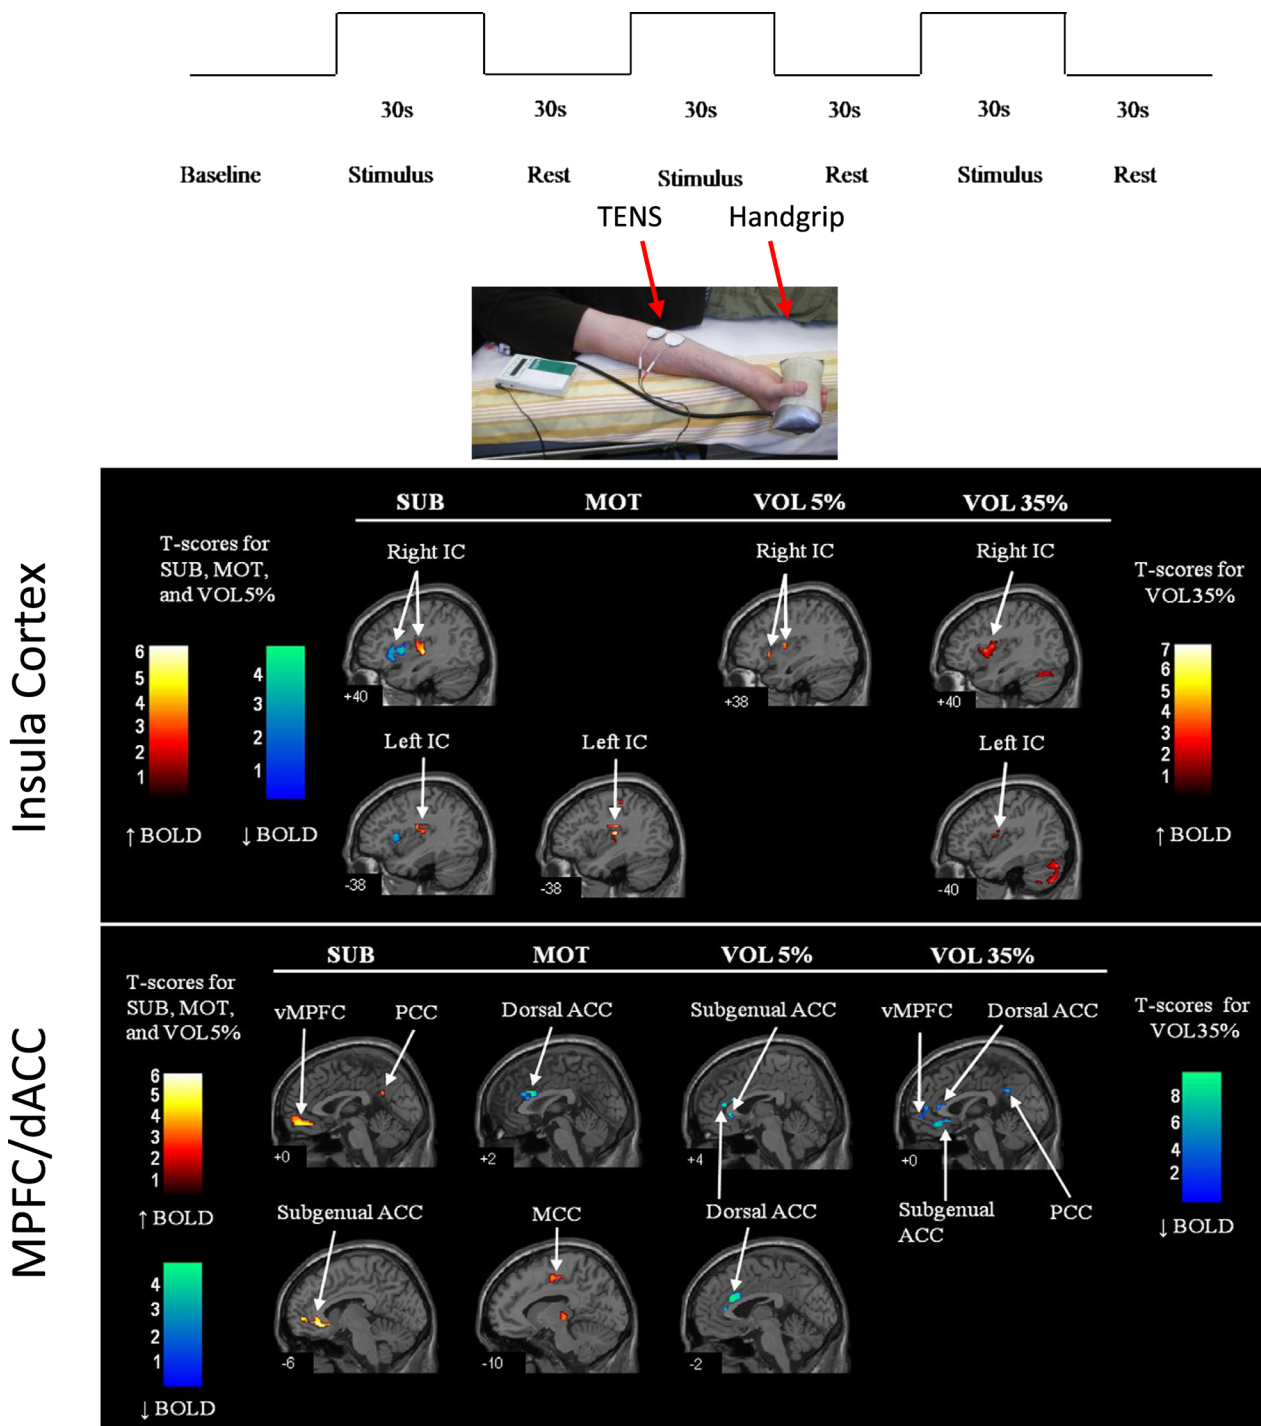 30s 30s 30s 30s 30s 30s
Baseline Stimulus Rest Stimulus Rest Stimulus Rest
TENS Handgrip
Insula Cortex
SUB MOT VOL 5% VOL 35%
T-scores for
SUB, MOT,
and VOL5%
6
5
4
3
2
1
↑ BOLD
4
3
2
1
↓ BOLD
Right IC
+40
Right IC
+38
Right IC
+40
Left IC
-38
Left IC
-38
Left IC
-40
T-scores for
VOL35%
7
6
5
4
3
2
1
↑ BOLD
MPFC/dACC
SUB MOT VOL 5% VOL 35%
T-scores for
SUB, MOT,
and VOL5%
6
5
4
3
2
1
↑ BOLD
4
3
2
1
↓ BOLD
vMPFC PCC
+0
Dorsal ACC
+2
Subgenual ACC
+4
vMPFC Dorsal ACC
+0
Subgenual
ACC
PCC
Subgenual ACC
-6
MCC
-10
Dorsal ACC
-2
T-scores for
VOL35%
8
6
4
2
↓ BOLD